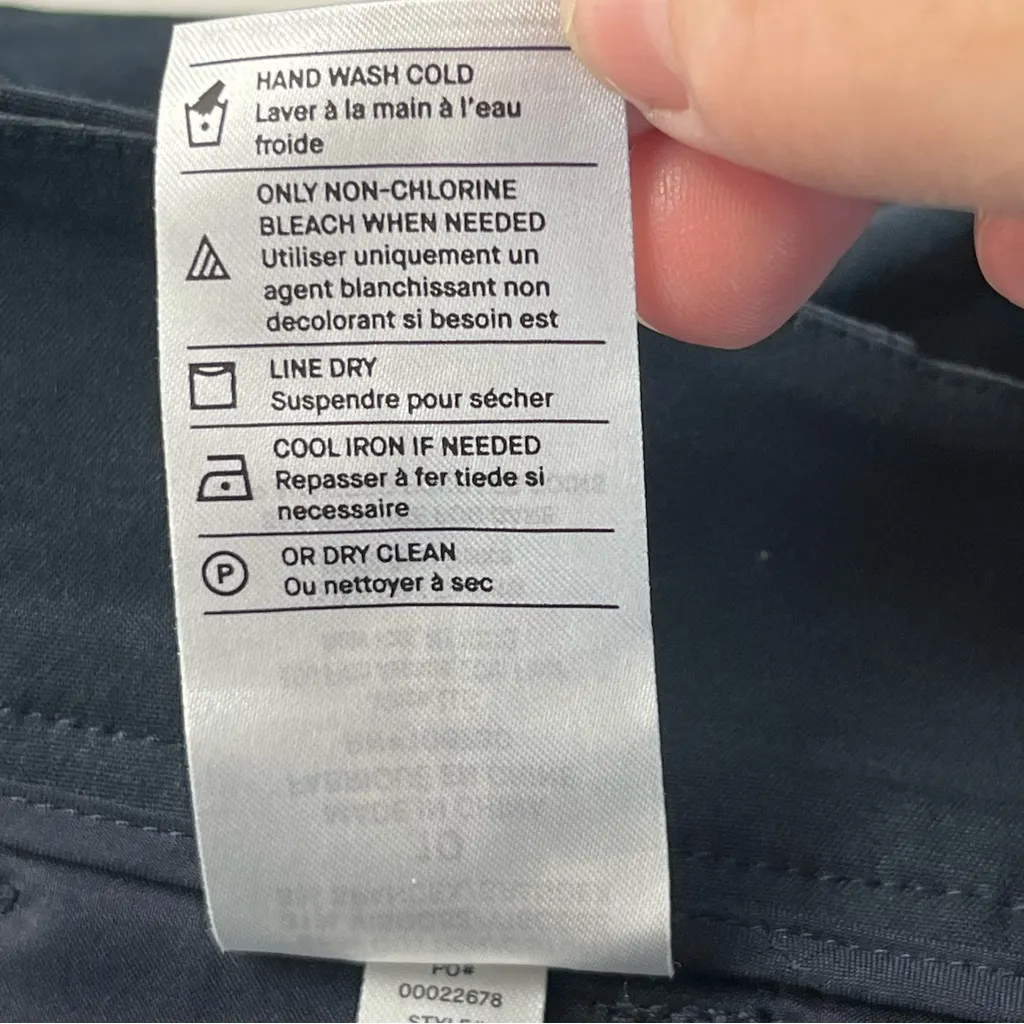 HAND WASH COLD
Laver à la main à l'eau
froide
ONLY NON-CHLORINE
BLEACH WHEN NEEDED
Utiliser uniquement un
agent blanchissant non
decolorant si besoin est
LINE DRY
Suspendre pour sécher
COOL IRON IF NEEDED
Repasser à fer tiede si
necessaire
P
OR DRY CLEAN
Ou nettoyer à sec
PO#
00022678